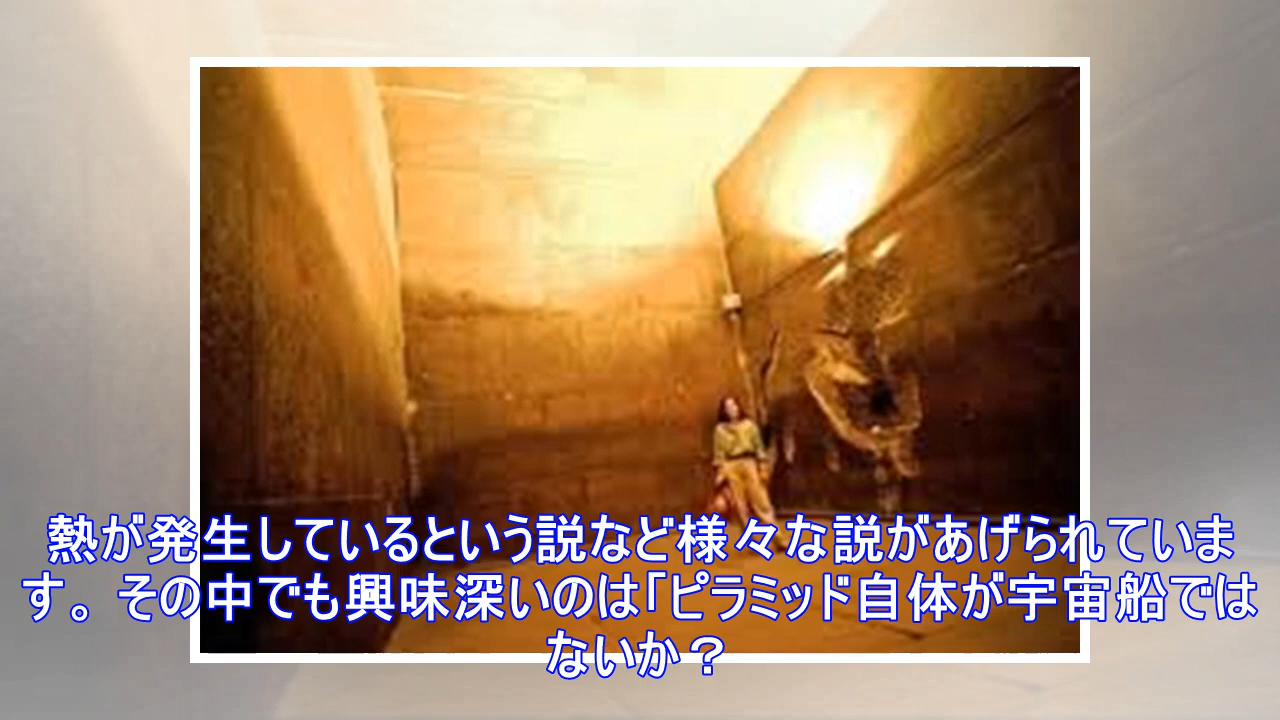 熱が発生しているという説など様々な説があげられていま
す。その中でも興味深いのは「ピラミッド自体が宇宙船では
ないか？